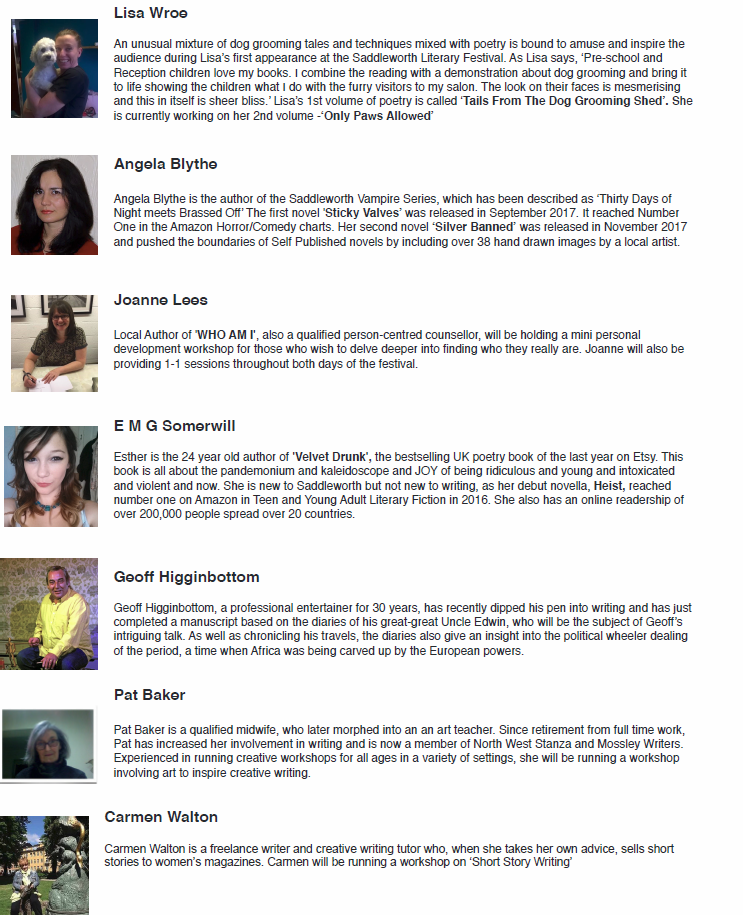 Lisa Wroe
An unusual mixture of dog grooming tales and techniques mixed with poetry is bound to amuse and inspire the
audience during Lisa's first appearance at the Saddleworth Literary Festival. As Lisa says, 'Pre-school and
Reception children love my books. I combine the reading with a demonstration about dog grooming and bring it
to life showing the children what I do with the furry visitors to my salon. The look on their faces is mesmerising
and this in itself is sheer bliss.' Lisa's 1st volume of poetry is called 'Tails From The Dog Grooming Shed'. She
is currently working on her 2nd volume -'Only Paws Allowed'
Angela Blythe
Angela Blythe is the author of the Saddleworth Vampire Series, which has been described as 'Thirty Days of
Night meets Brassed Off' The first novel 'Sticky Valves' was released in September 2017. It reached Number
One in the Amazon Horror/Comedy charts. Her second novel 'Silver Banned' was released in November 2017
and pushed the boundaries of Self Published novels by including over 38 hand drawn images by a local artist.
Joanne Lees
Local Author of 'WHO AM I', also a qualified person-centred counsellor, will be holding a mini personal
development workshop for those who wish to delve deeper into finding who they really are. Joanne will also be
providing 1-1 sessions throughout both days of the festival.
E M G Somerwill
Esther is the 24 year old author of 'Velvet Drunk', the bestselling UK poetry book of the last year on Etsy. This
book is all about the pandemonium and kaleidoscope and JOY of being ridiculous and young and intoxicated
and violent and now. She is new to Saddleworth but not new to writing, as her debut novella, Heist, reached
number one on Amazon in Teen and Young Adult Literary Fiction in 2016. She also has an online readership of
over 200,000 people spread over 20 countries.
Geoff Higginbottom
Geoff Higginbottom, a professional entertainer for 30 years, has recently dipped his pen into writing and has just
completed a manuscript based on the diaries of his great-great Uncle Edwin, who will be the subject of Geoff's
intriguing talk. As well as chronicling his travels, the diaries also give an insight into the political wheeler dealing
of the period, a time when Africa was being carved up by the European powers.
Pat Baker
Pat Baker is a qualified midwife, who later morphed into an an art teacher. Since retirement from full time work,
Pat has increased her involvement in writing and is now a member of North West Stanza and Mossley Writers.
Experienced in running creative workshops for all ages in a variety of settings, she will be running a workshop
involving art to inspire creative writing.
Carmen Walton
Carmen Walton is a freelance writer and creative writing tutor who, when she takes her own advice, sells short
stories to women's magazines. Carmen will be running a workshop on 'Short Story Writing'